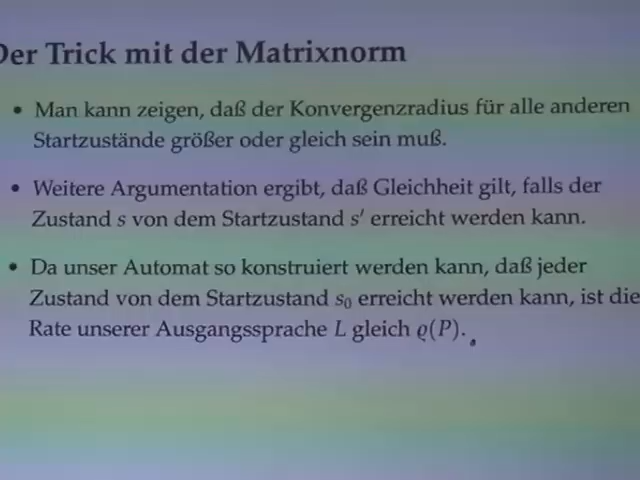 Der Trick mit der Matrixnorm
• Man kann zeigen, daß der Konvergenzradius für alle anderen
Startzustände größer oder gleich sein muß.
• Weitere Argumentation ergibt, daß Gleichheit gilt, falls der
Zustand s von dem Startzustand s′ erreicht werden kann.
• Da unser Automat so konstruiert werden kann, daß jeder
Zustand von dem Startzustand s₀ erreicht werden kann, ist die
Rate unserer Ausgangssprache L gleich ϱ(P).